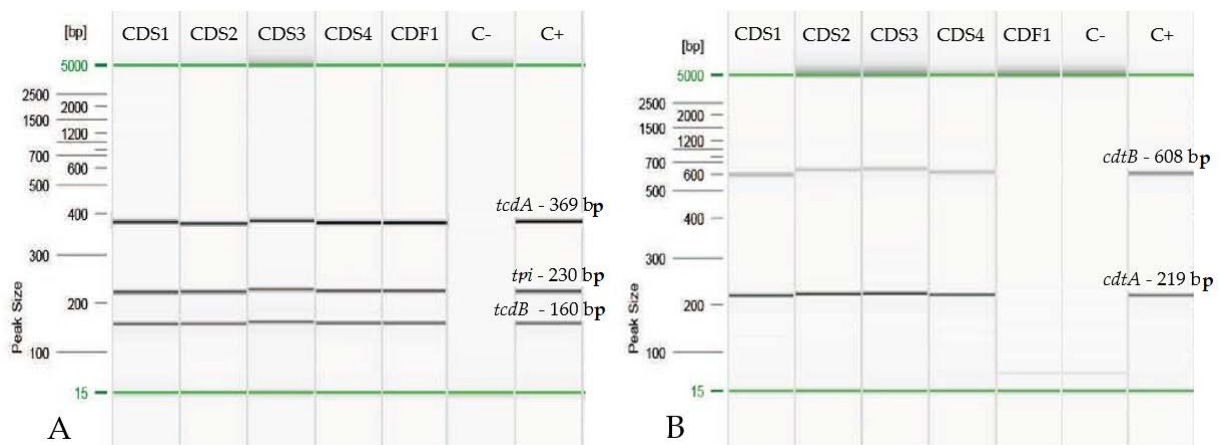 [bp] CDS1 CDS2 CDS3 CDS4 CDF1 C- C+
5000
2500
2000
1500
1200
700
600
500
400
tcdA - 369 bp
300
tpi - 230 bp
200
tcdB - 160 bp
100
15
Peak Size
A
[bp] CDS1 CDS2 CDS3 CDS4 CDF1 C- C+
5000
2500
2000
1500
1200
700
cdtB - 608 bp
600
500
400
300
cdtA - 219 bp
200
100
15
Peak Size
B